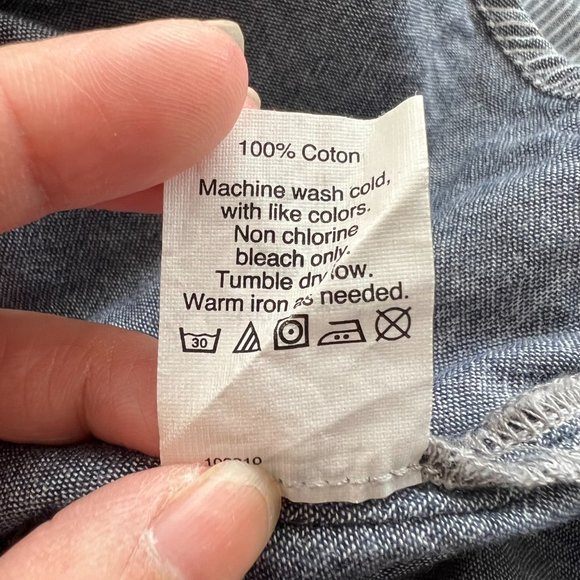 100% Coton
Machine wash cold,
with like colors.
Non chlorine
bleach only.
Tumble dry low.
Warm iron as needed.
30